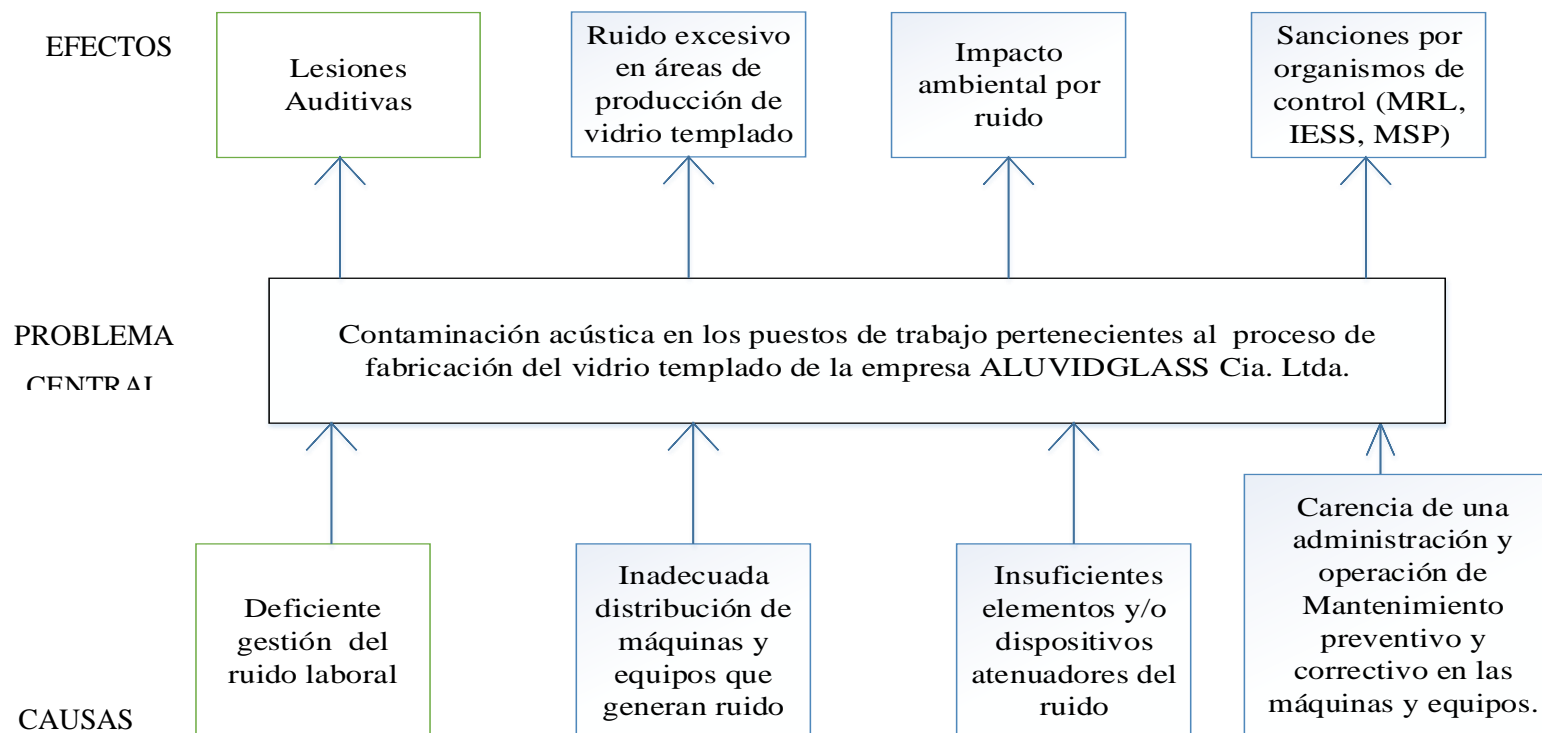 EFECTOS
Lesiones
Auditivas
Ruido excesivo
en áreas de
producción de
vidrio templado
Impacto
ambiental por
ruido
Sanciones por
organismos de
control (MRL,
IESS, MSP)
PROBLEMA
CENTRAL
Contaminación acústica en los puestos de trabajo pertenecientes al proceso de
fabricación del vidrio templado de la empresa ALUVIDGLASS Cia. Ltda.
CAUSAS
Deficiente
gestión del
ruido laboral
Inadecuada
distribución de
máquinas y
equipos que
generan ruido
Insuficientes
elementos y/o
dispositivos
atenuadores del
ruido
Carencia de una
administración y
operación de
Mantenimiento
preventivo y
correctivo en las
máquinas y equipos.